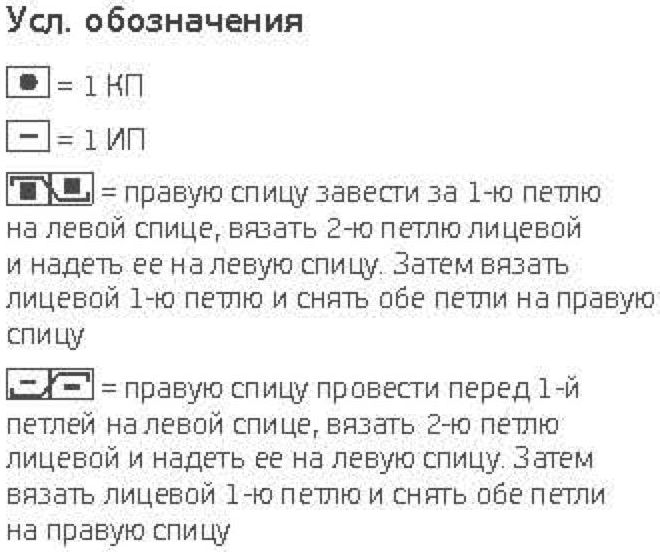 Усл. обозначения
= 1 КП
= 1 ИП
= правую спицу завести за 1-ю петлю
на левой спице, вязать 2-ю петлю лицевой
и надеть ее на левую спицу. Затем вязать
лицевой 1-ю петлю и снять обе петли на правую
спицу
= правую спицу провести перед 1-й
петлей на левой спице, вязать 2-ю петлю
лицевой и надеть ее на левую спицу. Затем
вязать лицевой 1-ю петлю и снять обе петли
на правую спицу